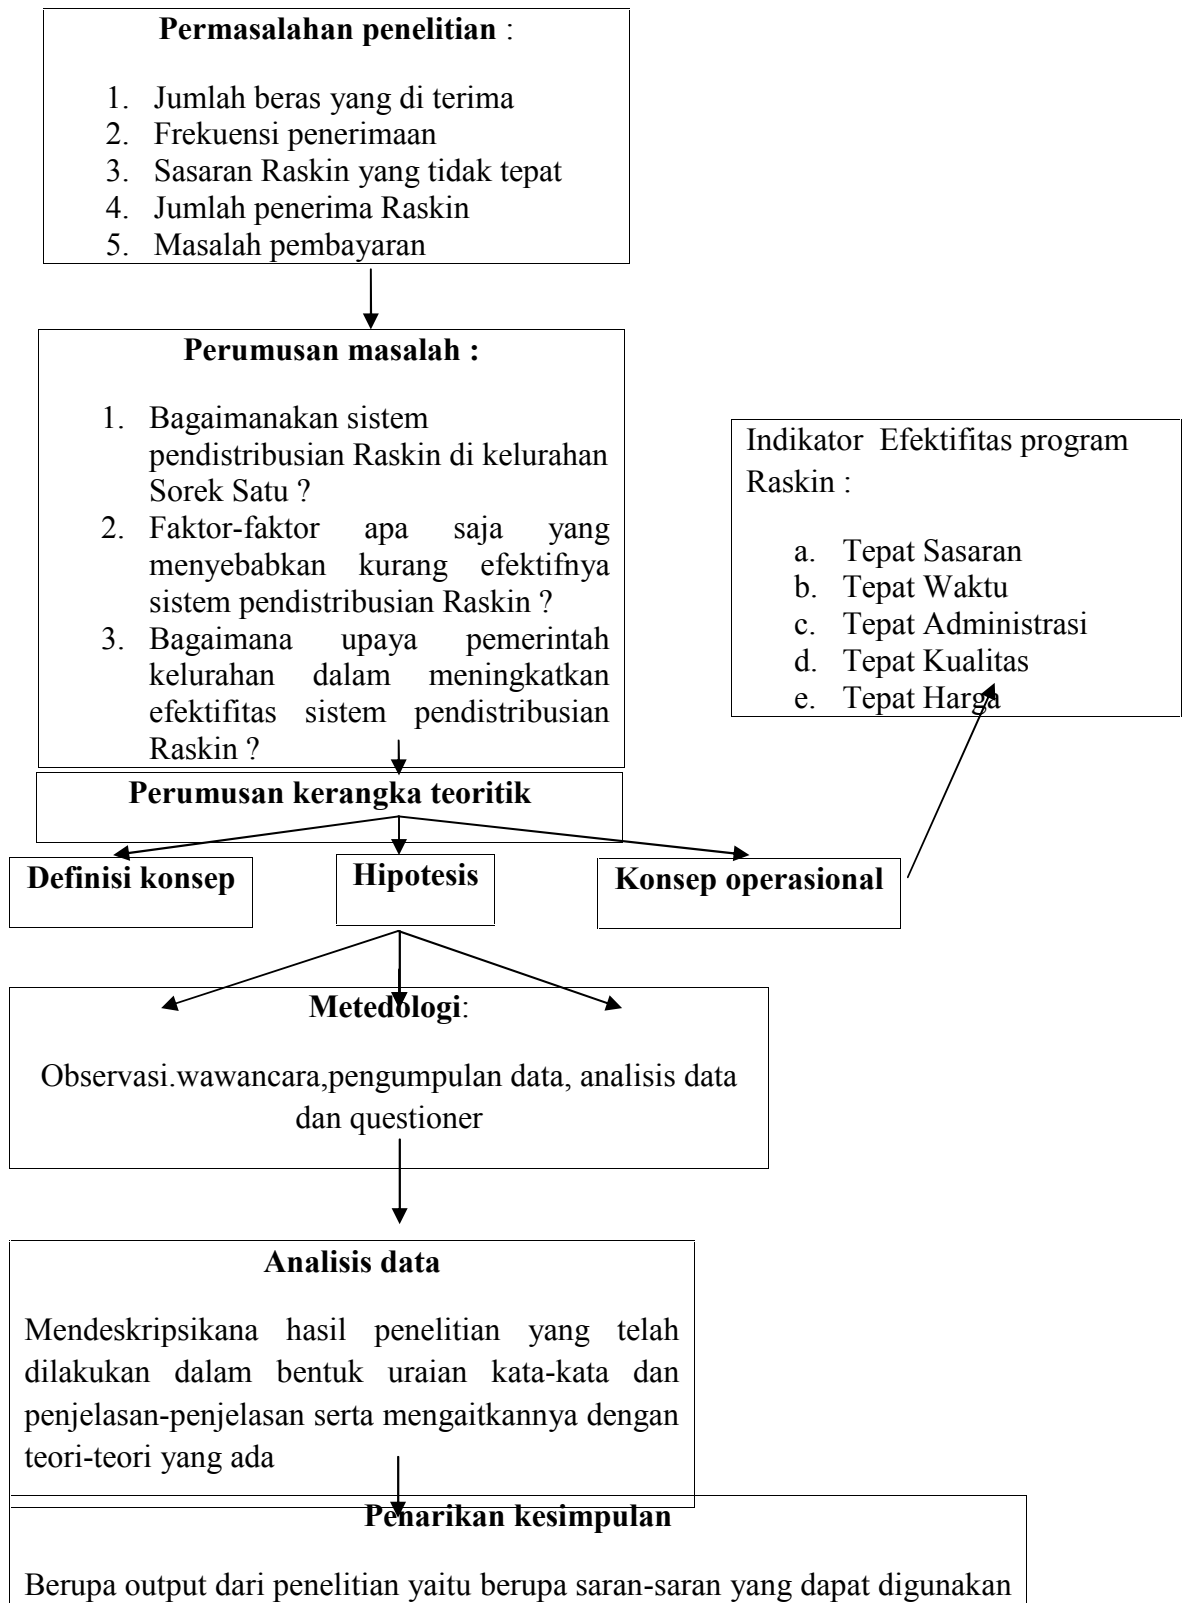 Permasalahan penelitian :
1. Jumlah beras yang di terima
2. Frekuensi penerimaan
3. Sasaran Raskin yang tidak tepat
4. Jumlah penerima Raskin
5. Masalah pembayaran
Perumusan masalah :
1. Bagaimanakan sistem
pendistribusian Raskin di kelurahan
Sorek Satu ?
2. Faktor-faktor apa saja yang
menyebabkan kurang efektifnya
sistem pendistribusian Raskin ?
3. Bagaimana upaya pemerintah
kelurahan dalam meningkatkan
efektifitas sistem pendistribusian
Raskin ?
Indikator Efektifitas program
Raskin :
a. Tepat Sasaran
b. Tepat Waktu
c. Tepat Administrasi
d. Tepat Kualitas
e. Tepat Harga
Perumusan kerangka teoritik
Definisi konsep
Hipotesis
Konsep operasional
Metedologi:
Observasi.wawancara,pengumpulan data, analisis data
dan questioner
Analisis data
Mendeskripsikana hasil penelitian yang telah
dilakukan dalam bentuk uraian kata-kata dan
penjelasan-penjelasan serta mengaitkannya dengan
teori-teori yang ada
Penarikan kesimpulan
Berupa output dari penelitian yaitu berupa saran-saran yang dapat digunakan